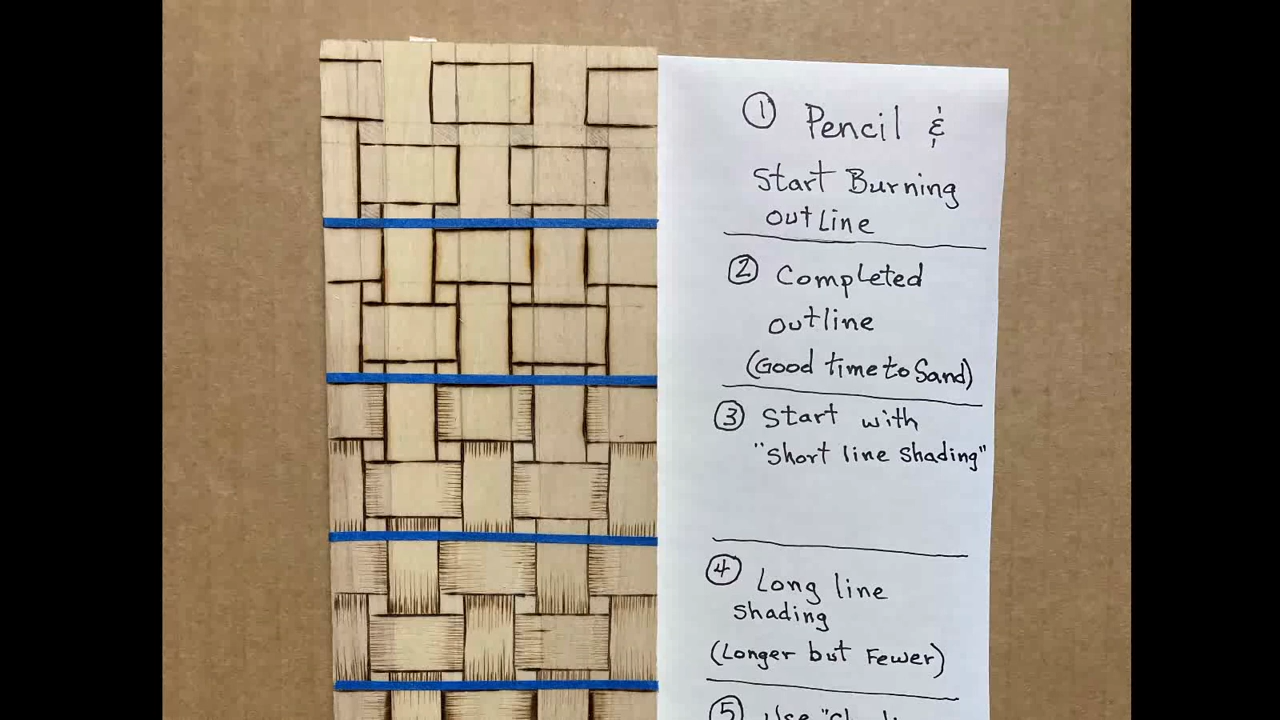 ① Pencil &
Start Burning
outLine
② Completed
outline
(Good time to Sand)
③ Start with
"Short line Shading"
④ Long line
shading
(Longer but Fewer)
⑤ Use